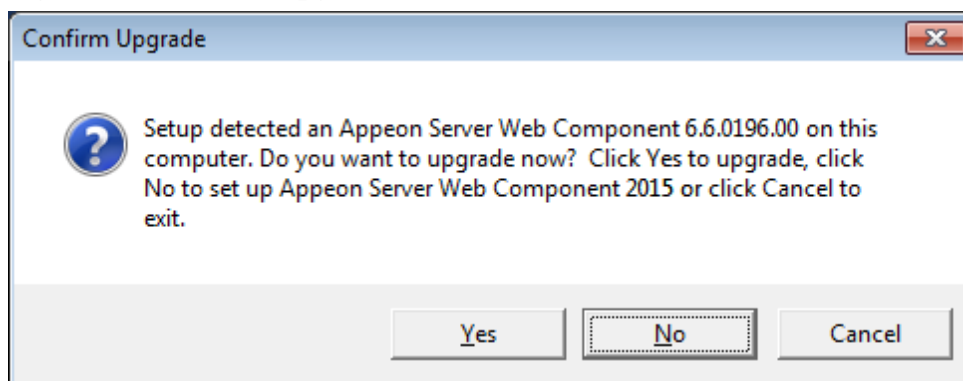 Confirm Upgrade
Setup detected an Appeon Server Web Component 6.6.0196.00 on this
computer. Do you want to upgrade now?  Click Yes to upgrade, click
No to set up Appeon Server Web Component 2015 or click Cancel to
exit.
Yes No Cancel